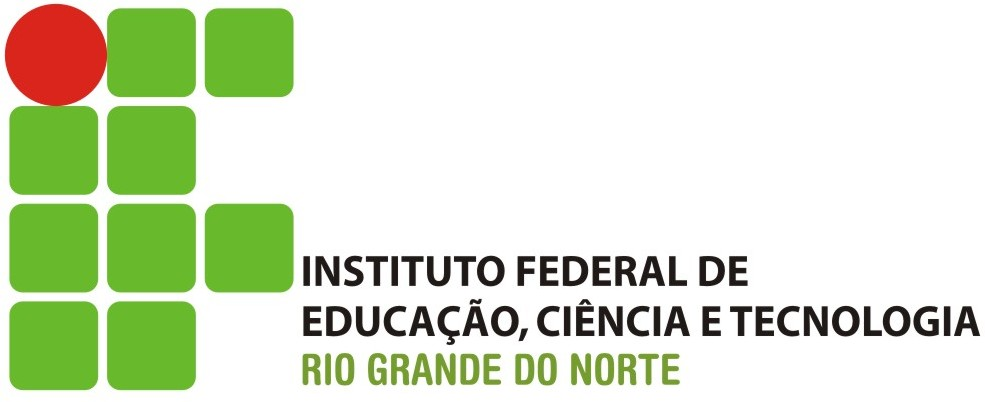 INSTITUTO FEDERAL DE
EDUCAÇÃO, CIÊNCIA E TECNOLOGIA
RIO GRANDE DO NORTE